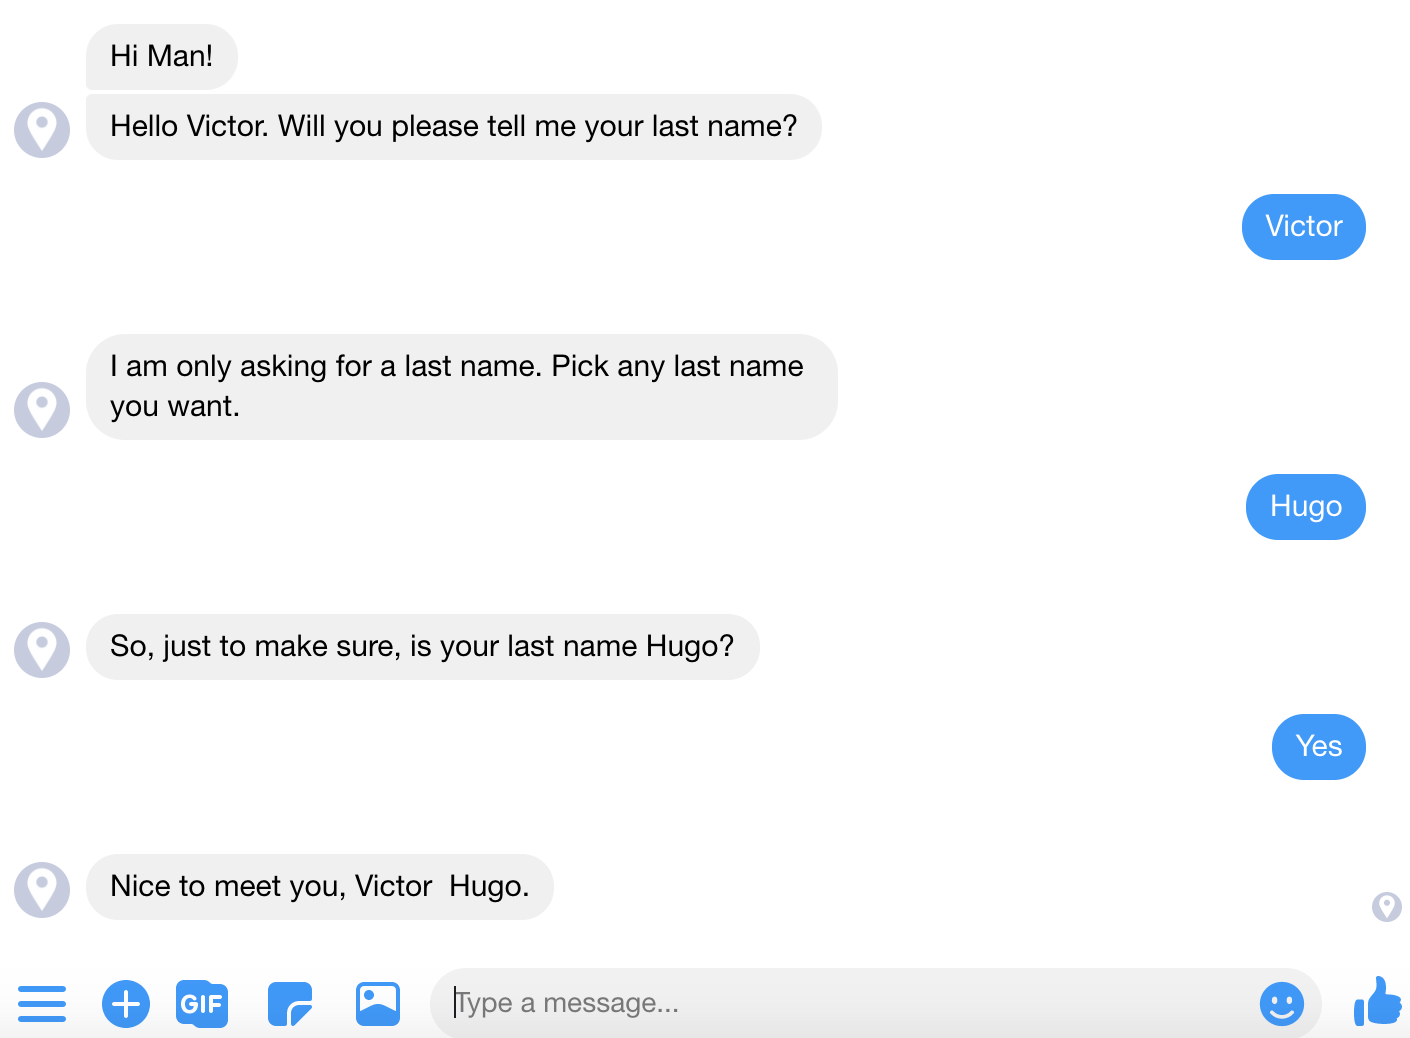 Hi Man!
Hello Victor. Will you please tell me your last name?
Victor
I am only asking for a last name. Pick any last name
you want.
Hugo
So, just to make sure, is your last name Hugo?
Yes
Nice to meet you, Victor  Hugo.
GIF
Type a message...